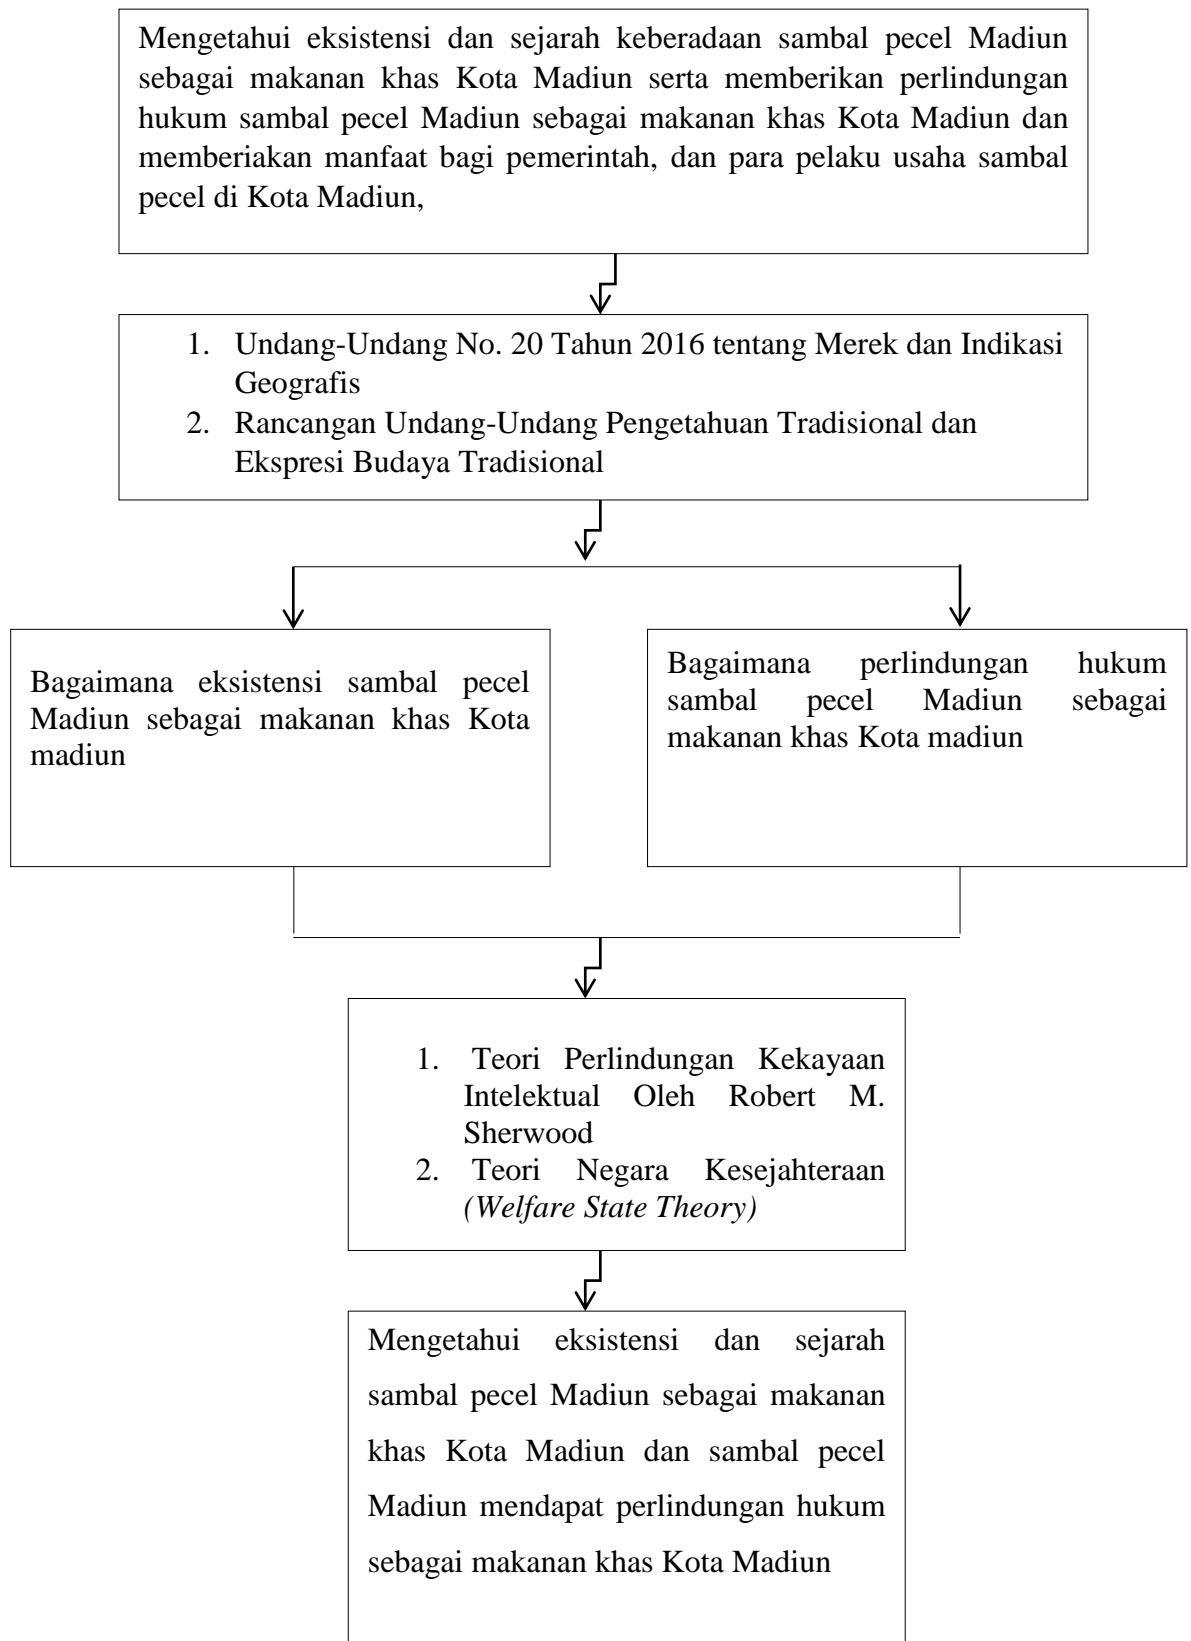 Mengetahui eksistensi dan sejarah keberadaan sambal pecel Madiun
sebagai makanan khas Kota Madiun serta memberikan perlindungan
hukum sambal pecel Madiun sebagai makanan khas Kota Madiun dan
memberiakan manfaat bagi pemerintah, dan para pelaku usaha sambal
pecel di Kota Madiun,
1. Undang-Undang No. 20 Tahun 2016 tentang Merek dan Indikasi
Geografis
2. Rancangan Undang-Undang Pengetahuan Tradisional dan
Ekspresi Budaya Tradisional
Bagaimana eksistensi sambal pecel
Madiun sebagai makanan khas Kota
madiun
Bagaimana perlindungan hukum
sambal pecel Madiun sebagai
makanan khas Kota madiun
1. Teori Perlindungan Kekayaan
Intelektual Oleh Robert M.
Sherwood
2. Teori Negara Kesejahteraan
(Welfare State Theory)
Mengetahui eksistensi dan sejarah
sambal pecel Madiun sebagai makanan
khas Kota Madiun dan sambal pecel
Madiun mendapat perlindungan hukum
sebagai makanan khas Kota Madiun